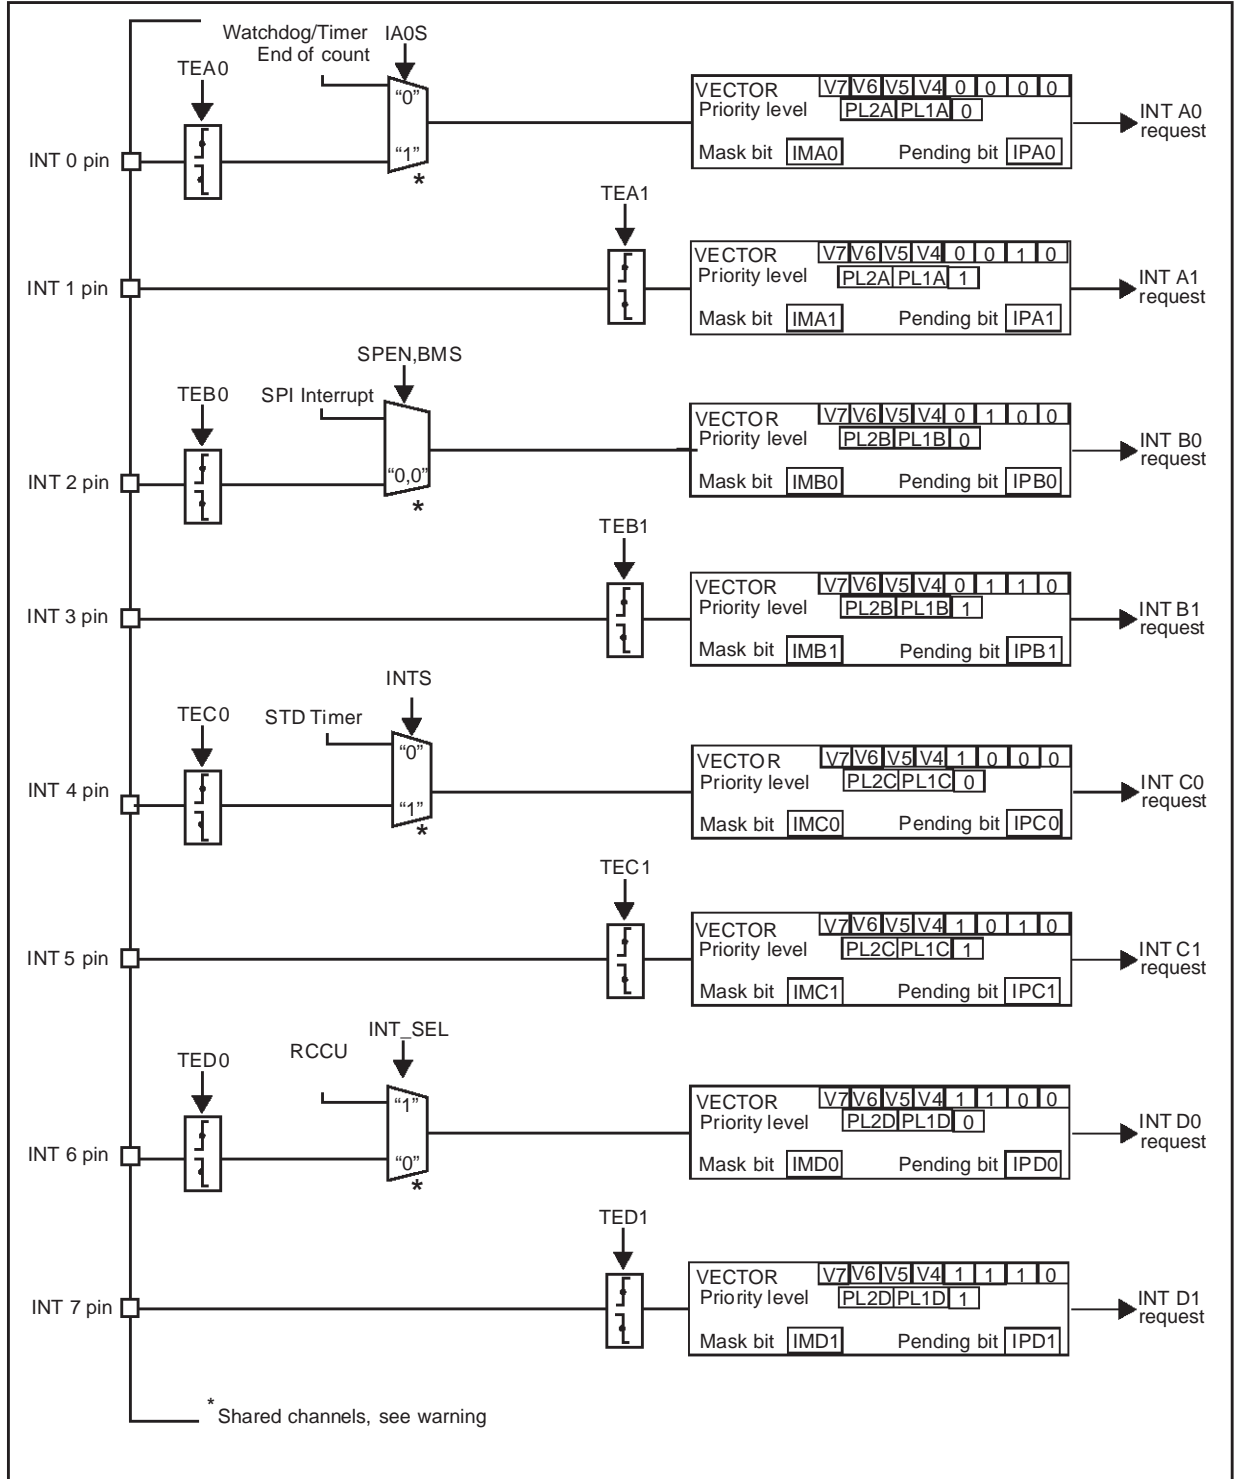 Watchdog/Timer IA0S
End of count
TEA0
"0"
VECTOR V7 V6 V5 V4 0 0 0 0
Priority level PL2A PL1A 0
INT A0
request
INT 0 pin
"1"
Mask bit IMA0 Pending bit IPA0
*
TEA1
VECTOR V7 V6 V5 V4 0 0 1 0
Priority level PL2A PL1A 1
INT A1
request
INT 1 pin
Mask bit IMA1 Pending bit IPA1
SPEN,BMS
TEB0
SPI Interrupt
VECTOR V7 V6 V5 V4 0 1 0 0
Priority level PL2B PL1B 0
INT B0
request
INT 2 pin
"0,0"
Mask bit IMB0 Pending bit IPB0
*
TEB1
VECTOR V7 V6 V5 V4 0 1 1 0
Priority level PL2B PL1B 1
INT B1
request
INT 3 pin
Mask bit IMB1 Pending bit IPB1
INTS
TEC0
STD Timer
"0"
VECTOR V7 V6 V5 V4 1 0 0 0
Priority level PL2C PL1C 0
INT C0
request
INT 4 pin
"1"
Mask bit IMC0 Pending bit IPC0
*
TEC1
VECTOR V7 V6 V5 V4 1 0 1 0
Priority level PL2C PL1C 1
INT C1
request
INT 5 pin
Mask bit IMC1 Pending bit IPC1
INT_SEL
RCCU
TED0
"1"
VECTOR V7 V6 V5 V4 1 1 0 0
Priority level PL2D PL1D 0
INT D0
request
INT 6 pin
"0"
Mask bit IMD0 Pending bit IPD0
*
TED1
VECTOR V7 V6 V5 V4 1 1 1 0
Priority level PL2D PL1D 1
INT D1
request
INT 7 pin
Mask bit IMD1 Pending bit IPD1
* Shared channels, see warning